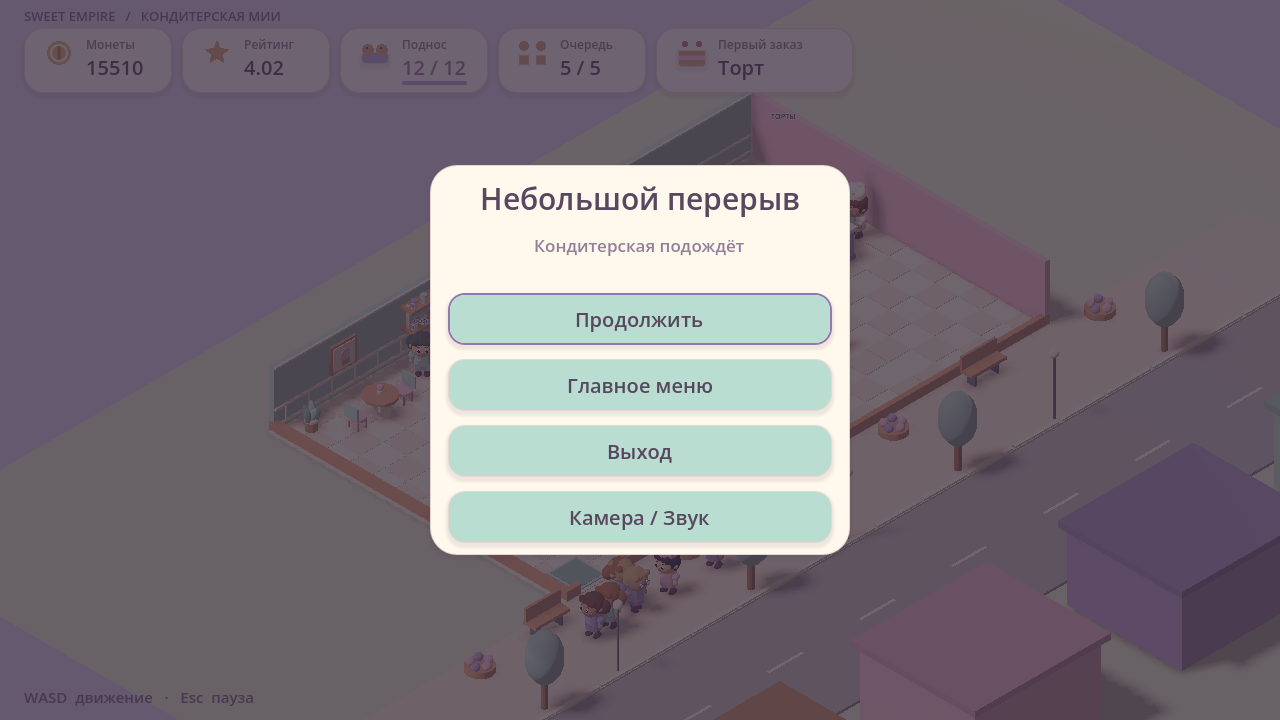 SWEET EMPIRE / КОНДИТЕРСКАЯ МИИ
Монеты
15510
Рейтинг
4.02
Поднос
12 / 12
Очередь
5 / 5
Первый заказ
Торт
ТОРТЫ
Небольшой перерыв
Кондитерская подождёт
Продолжить
Главное меню
Выход
Камера / Звук
WASD движение · Esc пауза